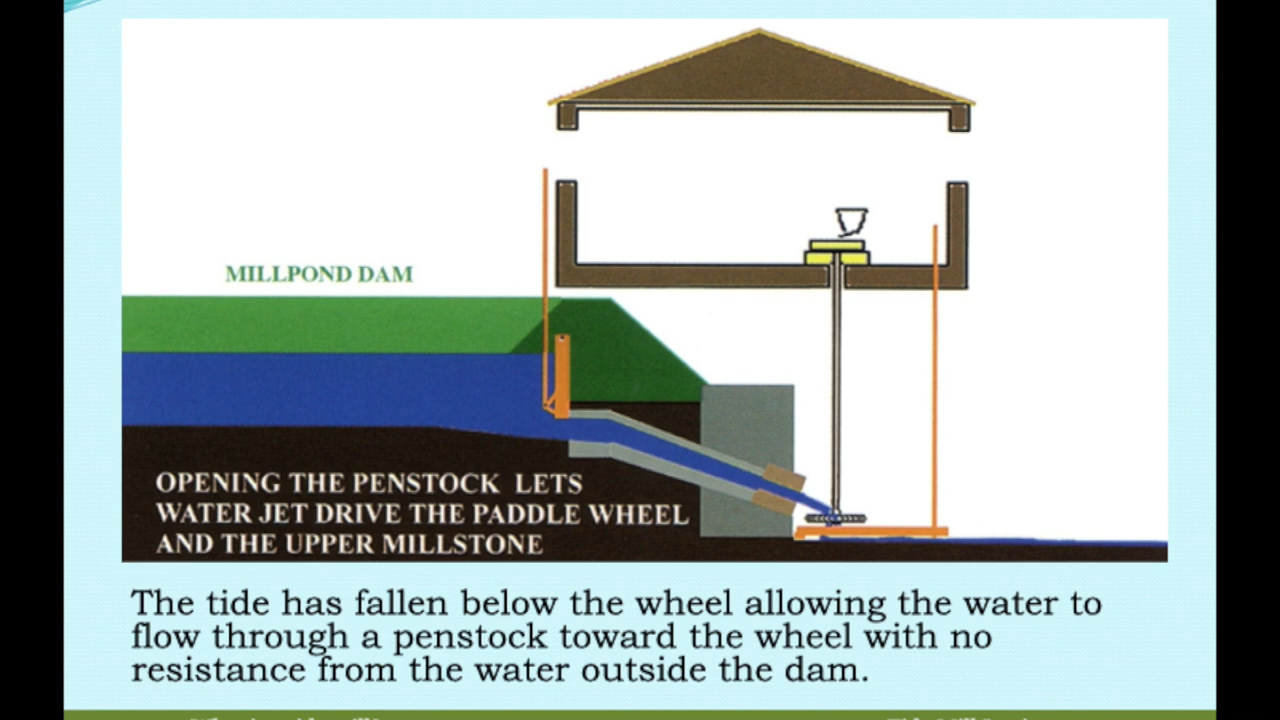 MILLPOND DAM
OPENING THE PENSTOCK LETS
WATER JET DRIVE THE PADDLE WHEEL
AND THE UPPER MILLSTONE
The tide has fallen below the wheel allowing the water to
flow through a penstock toward the wheel with no
resistance from the water outside the dam.